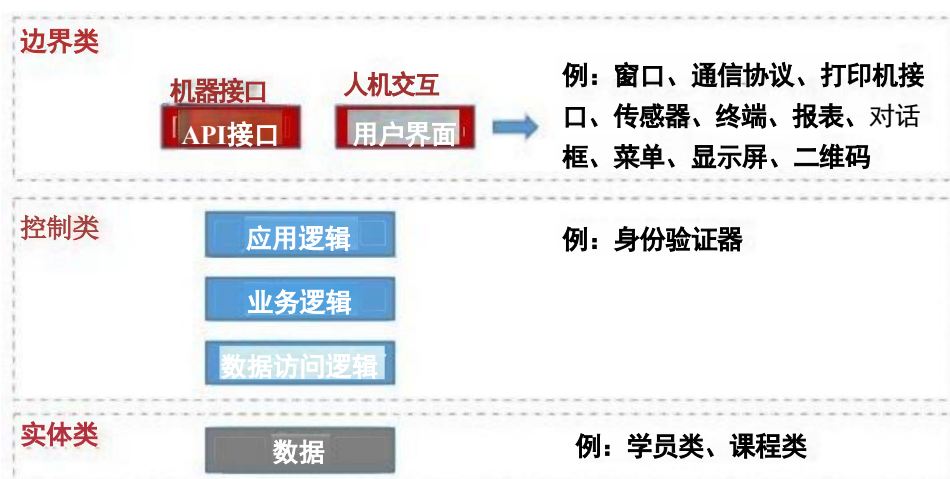 边界类
机器接口
人机交互
API接口
用户界面
例：窗口、通信协议、打印机接
口、传感器、终端、报表、对话
框、菜单、显示屏、二维码
控制类
应用逻辑
例：身份验证器
业务逻辑
数据访问逻辑
实体类
数据
例：学员类、课程类